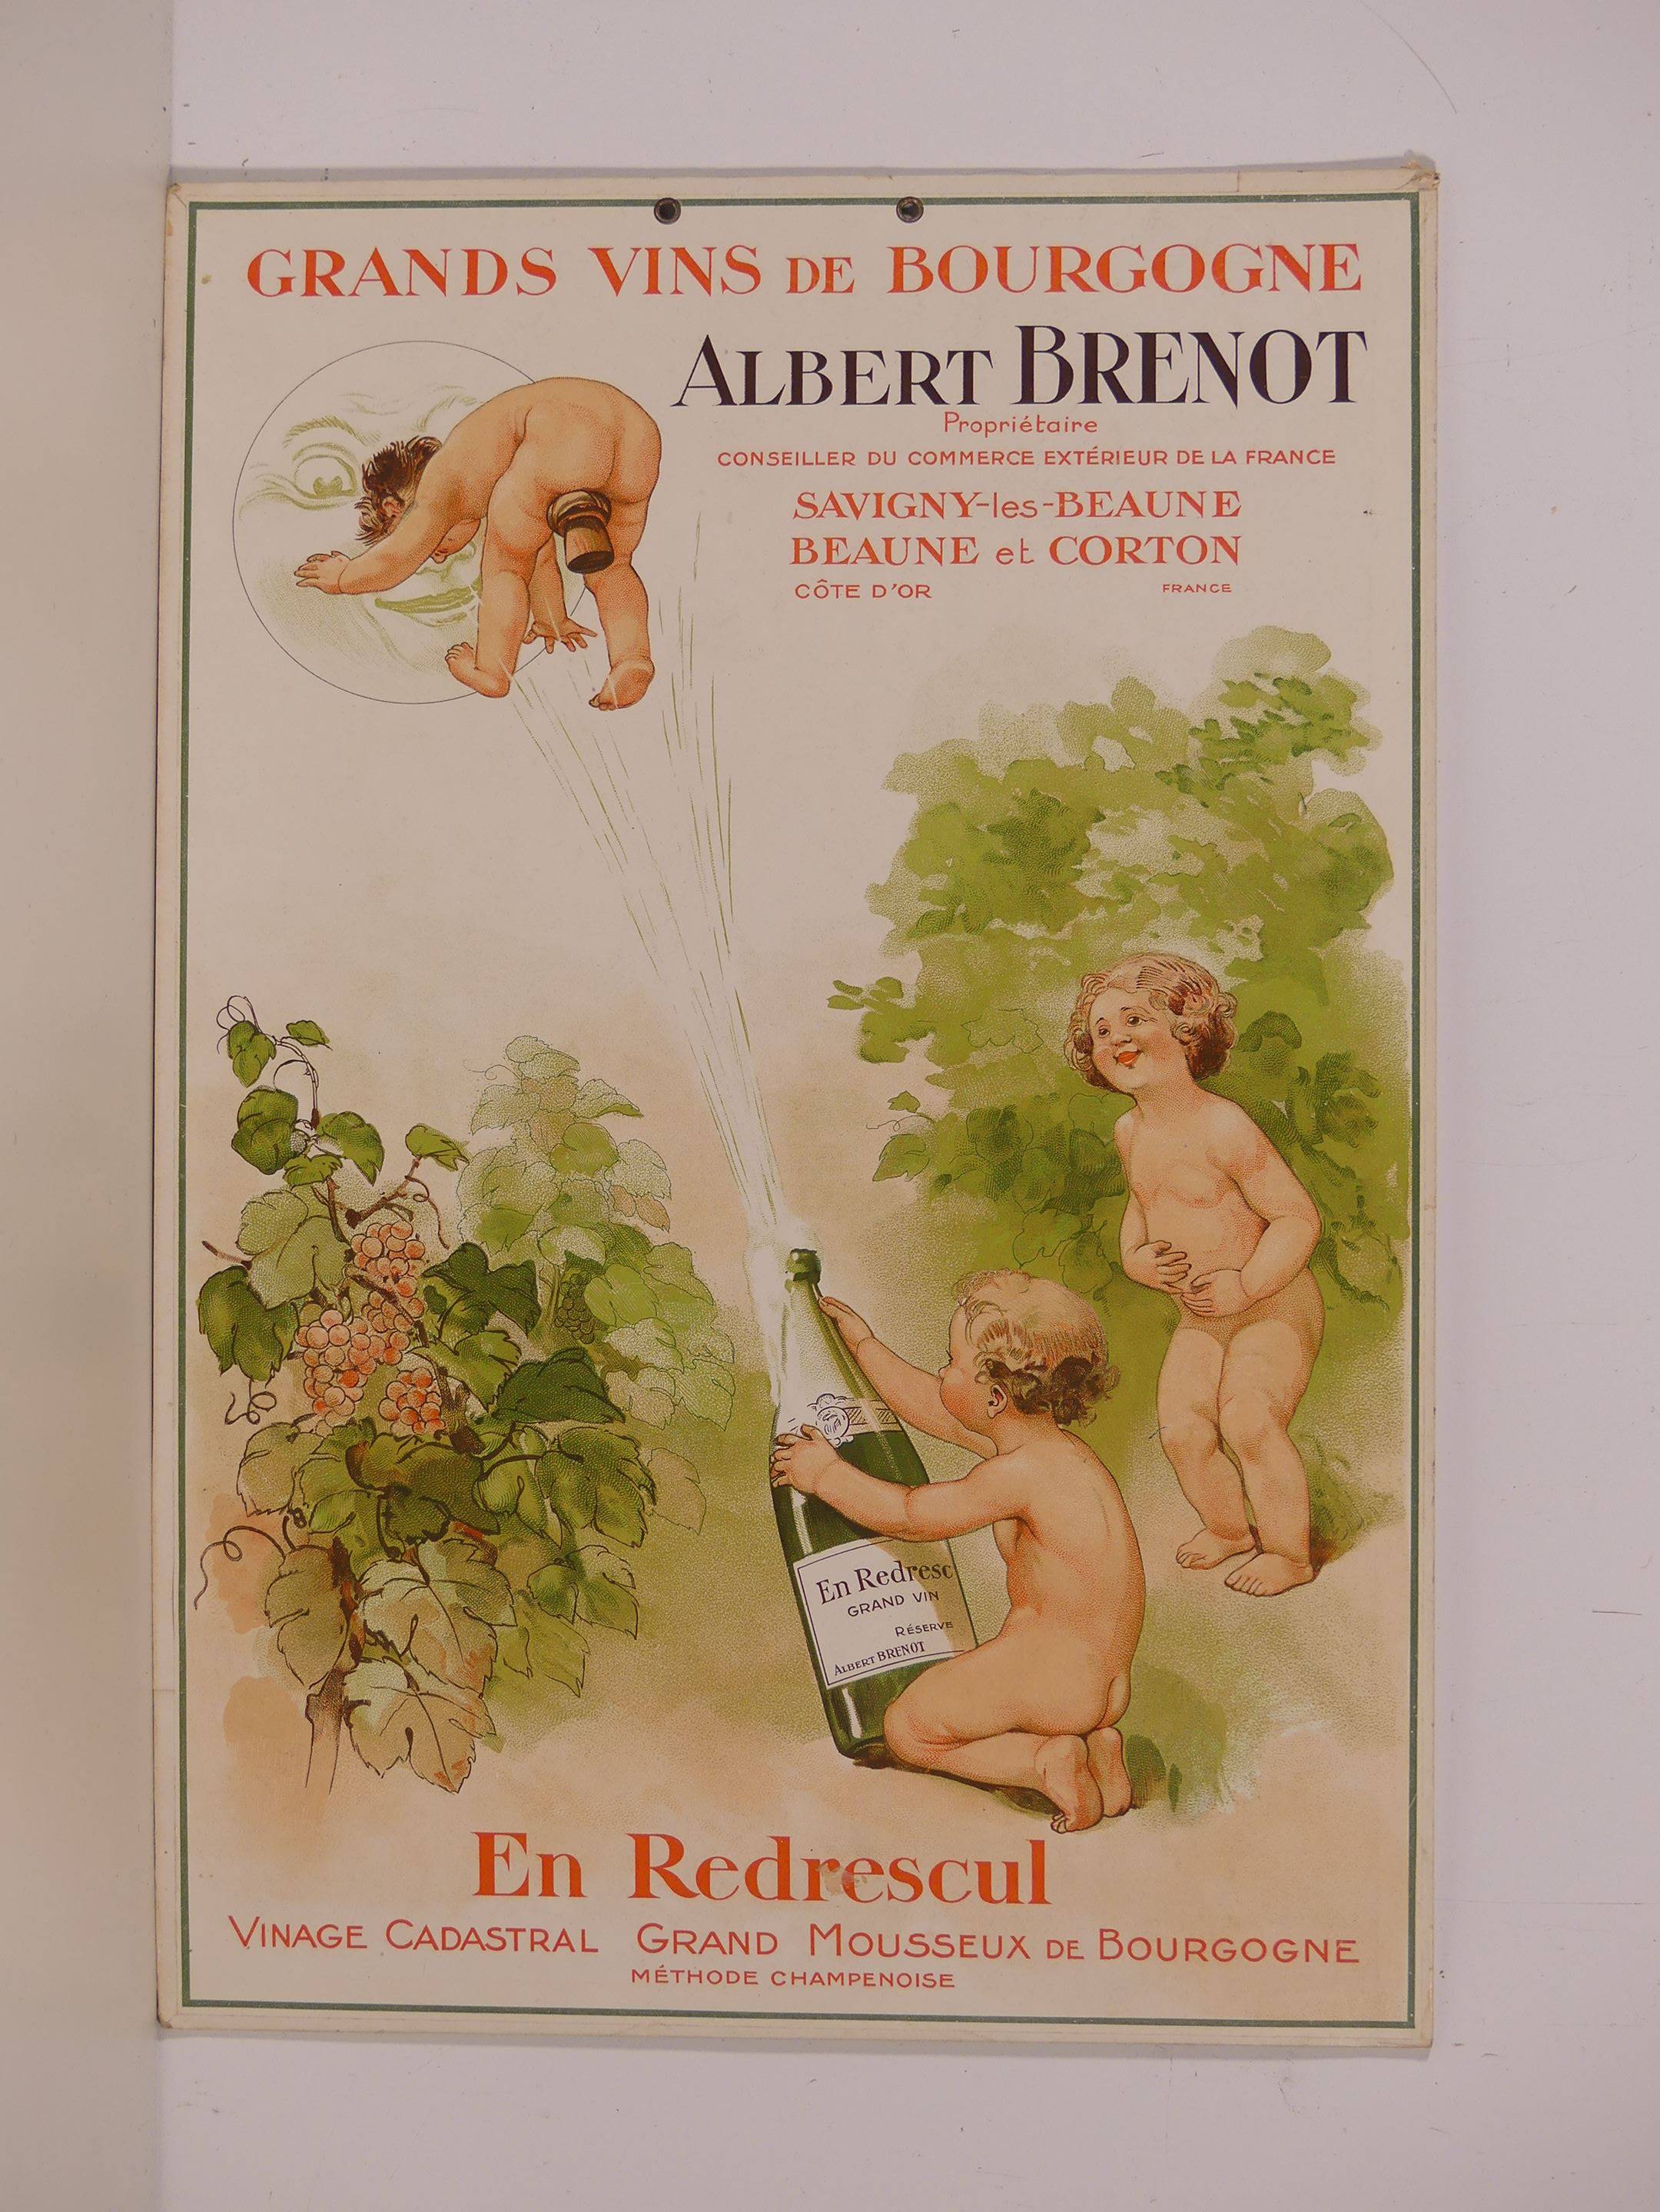 GRANDS VINS DE BOURGOGNE
ALBERT BRENOT
Propriétaire
CONSEILLER DU COMMERCE EXTÉRIEUR DE LA FRANCE
SAVIGNY-les-BEAUNE
BEAUNE et CORTON
CÔTE D'OR FRANCE
En Redresc
GRAND VIN
RÉSERVE
ALBERT BRENOT
En Redrescul
VINAGE CADASTRAL GRAND MOUSSEUX DE BOURGOGNE
MÉTHODE CHAMPENOISE